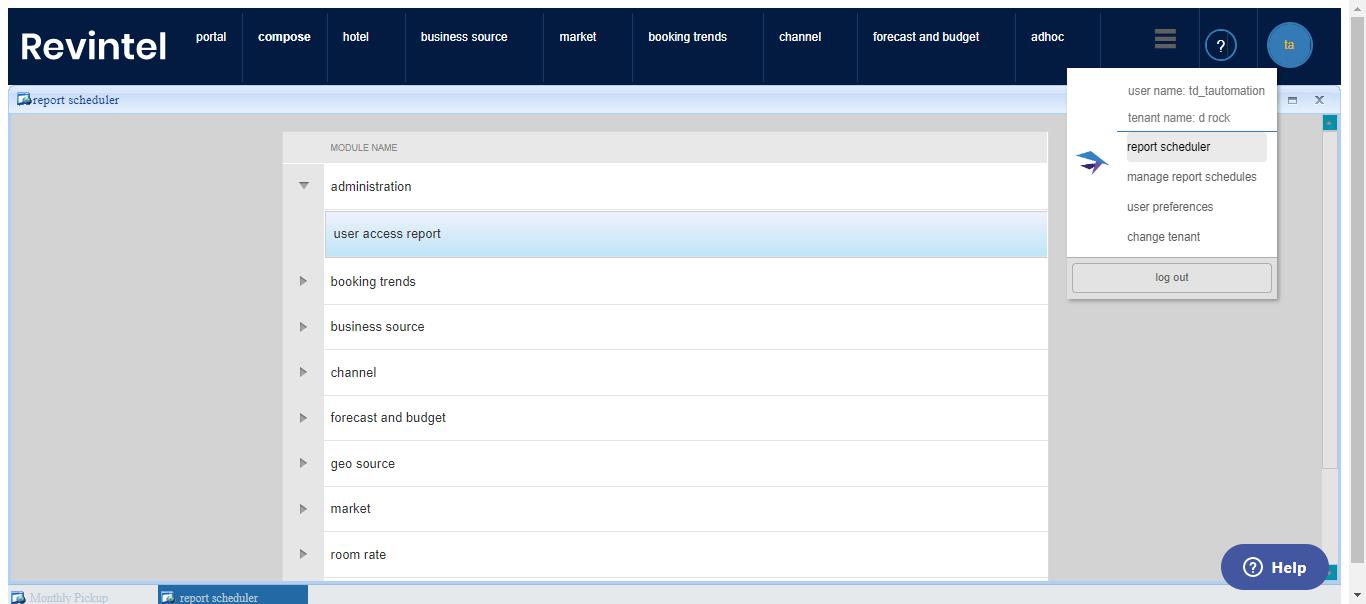 Revintel
portal
compose
hotel
business source
market
booking trends
channel
forecast and budget
adhoc
?
ta
report scheduler
user name: td_tautomation
tenant name: d rock
report scheduler
manage report schedules
user preferences
change tenant
log out
MODULE NAME
administration
user access report
booking trends
business source
channel
forecast and budget
geo source
market
room rate
? Help
Monthly Pickup
report scheduler